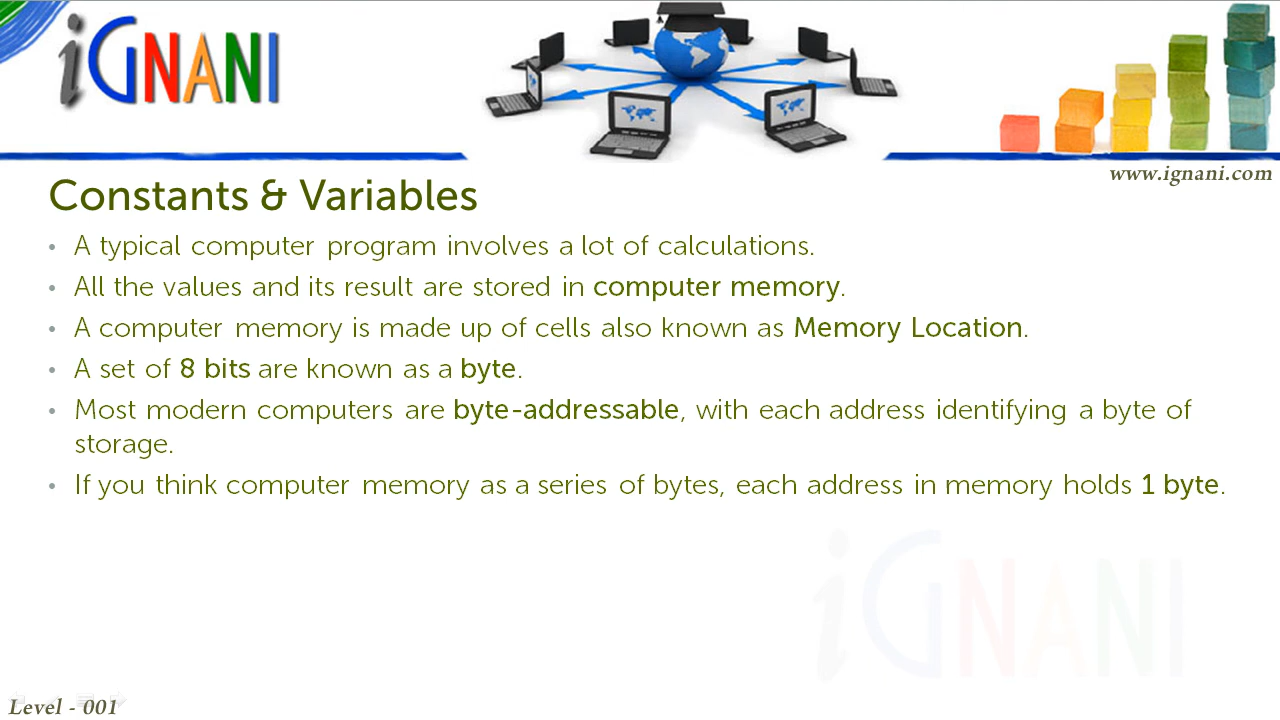 iGNANI
www.ignani.com
Constants & Variables
• A typical computer program involves a lot of calculations.
• All the values and its result are stored in computer memory.
• A computer memory is made up of cells also known as Memory Location.
• A set of 8 bits are known as a byte.
• Most modern computers are byte-addressable, with each address identifying a byte of
storage.
• If you think computer memory as a series of bytes, each address in memory holds 1 byte.
iGNANI
Level - 001